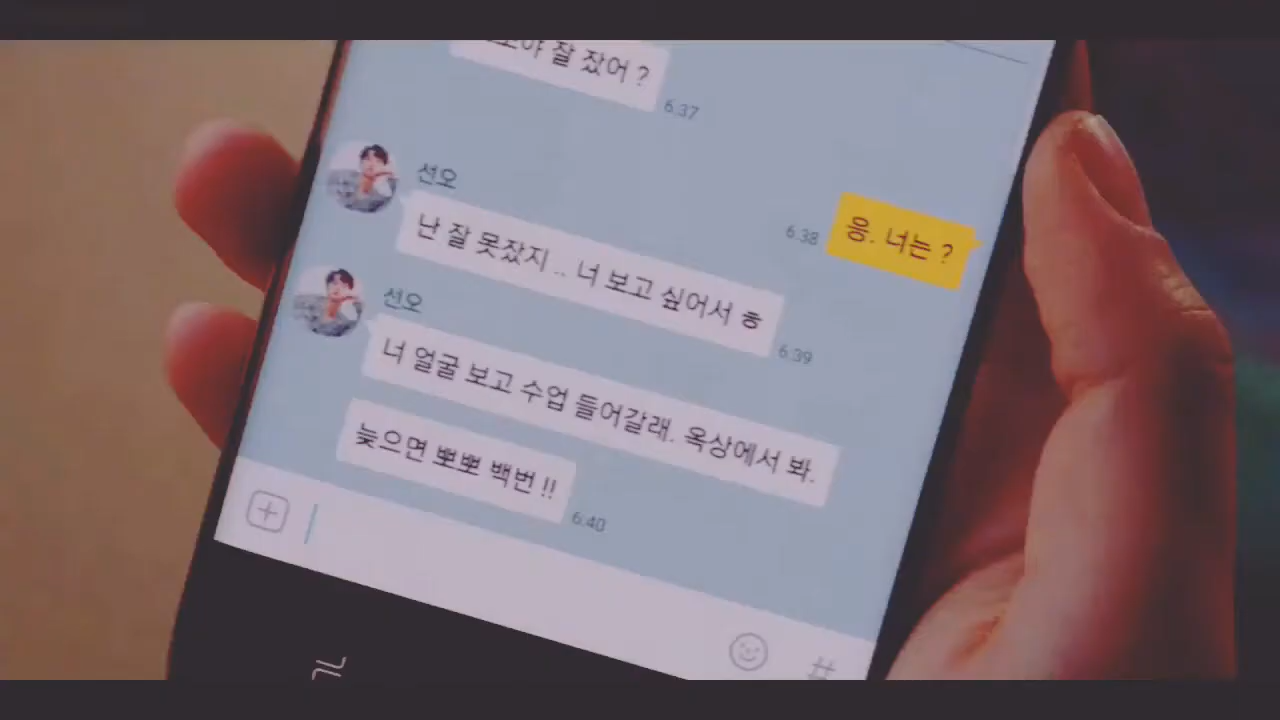 잘 잤어 ?
6:37
응. 너는 ?
6:38
선오
난 잘 못잤지 .. 너 보고 싶어서 ㅎ
6:39
선오
너 얼굴 보고 수업 들어갈래. 옥상에서 봐.
늦으면 뽀뽀 백번 !!
6:40
#